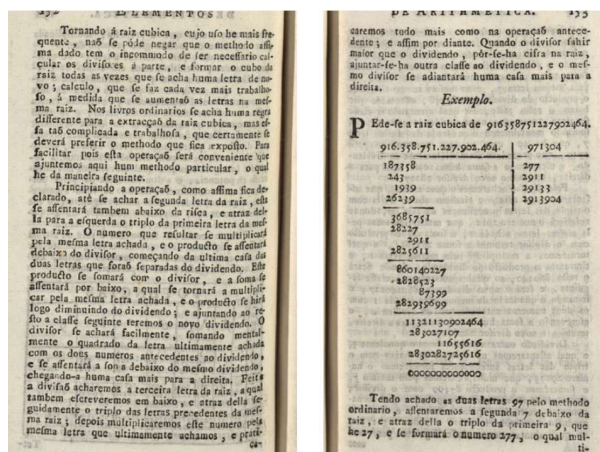 ELEMENTOS
Tornando á raiz cubica, cujo uſo he mais fre-
quente, naõ ſe póde negar que o methodo aſſi-
ma dado tem o incommodo de ſer neceſſario cal-
cular os diviſores á parte, e formar o cubo da
raiz todas as vezes que ſe acha huma letra de no-
vo; calculo, que ſe faz cada vez mais trabalho-
ſo, á medida que ſe aumentaõ as letras na meſ-
ma raiz. Nos livros ordinarios ſe acha huma regra
differente para a extracçaõ da raiz cubica, mas eſ-
ſa taõ complicada e trabalhoſa, que certamente ſe
deverá preferir o methodo que fica expoſto. Para
facilitar pois eſta operaçaõ ſerá conveniente que
ajuntemos aqui hum methodo particular, o qual
he da maneira ſeguinte.
Principiando a operaçaõ, como aſſima fica de-
clarado, até ſe achar a ſegunda letra da raiz, eſta
ſe aſſentará tambem abaixo da riſca, e atraz del-
la para a eſquerda o triplo da primeira letra da meſ-
ma raiz. O numero que reſultar ſe multiplicará
pela meſma letra achada, e o producto ſe aſſentará
debaixo do diviſor, começando da ultima caſa das
duas letras que foraõ ſeparadas do dividendo. Eſte
producto ſe ſomará com o diviſor, e a ſoma ſe
aſſentará por baixo, a qual ſe tornará a multipli-
car pela meſma letra achada, e o producto ſe hirá
logo diminuindo do dividendo; e ajuntando ao re-
ſto a claſſe ſeguinte teremos o novo dividendo. O
diviſor ſe achará facilmente, ſomando mental-
mente o quadrado da letra ultimamente achada
com os dous numeros antecedentes ao dividendo,
e ſe aſſentará a ſoma debaixo do meſmo dividendo,
chegando-a huma caſa mais para a direita. Feita
a diviſaõ acharemos a terceira letra da raiz, a qual
tambem eſcreveremos em baixo, e atraz della ſe-
guidamente o triplo das letras precedentes da meſ-
ma raiz; depois multiplicaremos eſte numero pela
meſma letra que ultimamente achamos, e prati-
ca-
DE ARITHMETICA. 133
caremos tudo mais como na operaçaõ antece-
dente; e aſſim por diante. Quando o diviſor ſahir
maior que o dividendo, pôr-ſe-ha cifra na raiz,
ajuntar-ſe-ha outra claſſe ao dividendo, e o meſ-
mo diviſor ſe adiantará huma caſa mais para a
direita.
Exemplo.
PEde-ſe a raiz cubica de 916358751227902464.
916.358.751.227.902.464. 971304
187358 277
243 2911
1939 29133
26239 2913904
3685751
28227
2911
2825611
860140227
2828523
87399
282939699
11321130902464
283027107
11655616
2830282725616
000000000000
Tendo achado as duas letras 97 pelo methodo
ordinario, aſſentaremos a ſegunda 7 debaixo da
raiz, e atraz della o triplo da primeira 9, que
he 27, e ſe formará o numero 277, o qual mul-
ti-